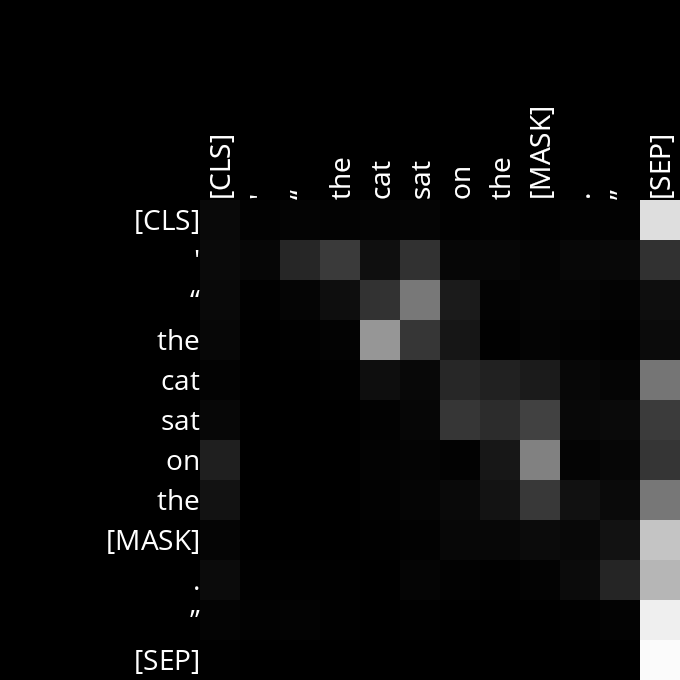 [CLS] ' “ the cat sat on the [MASK] . ” [SEP]
[CLS]
'
“
the
cat
sat
on
the
[MASK]
.
”
[SEP]